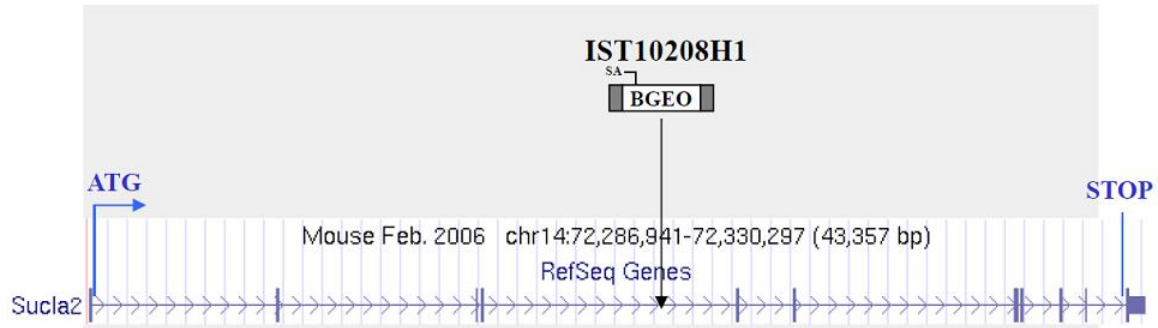 IST10208H1
SA
BGEO
ATG
STOP
Mouse Feb. 2006 chr14:72,286,941-72,330,297 (43,357 bp)
RefSeq Genes
Sucla2